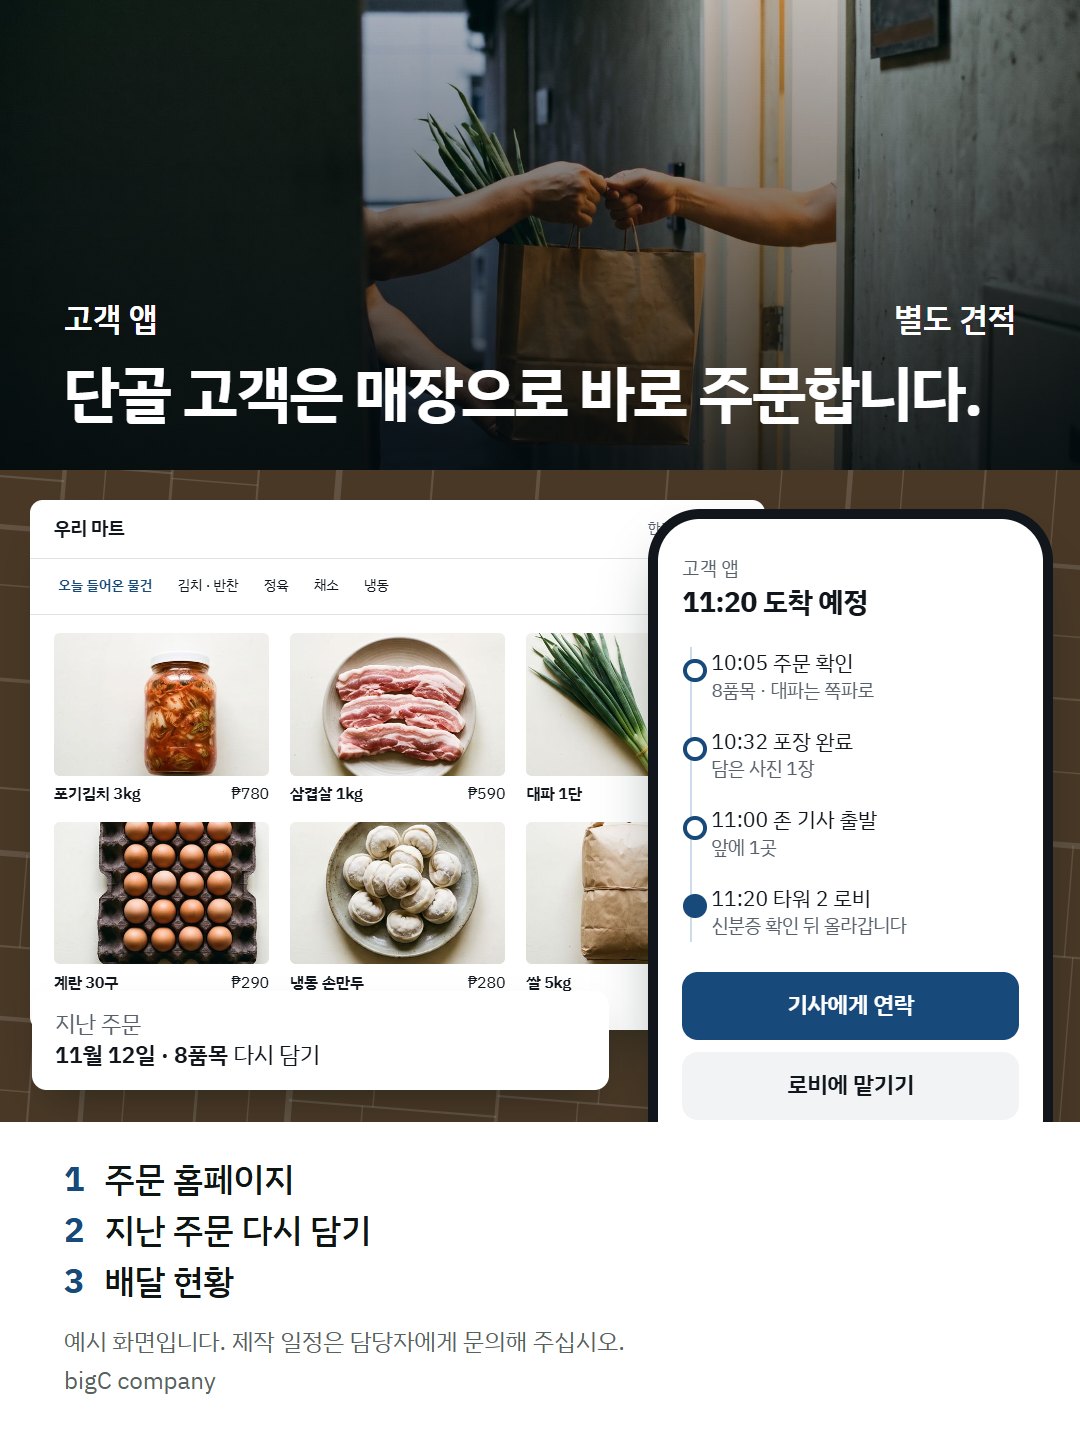 고객 앱
별도 견적
단골 고객은 매장으로 바로 주문합니다.
우리 마트
오늘 들어온 물건 김치 · 반찬 정육 채소 냉동
포기김치 3kg ₱780
삼겹살 1kg ₱590
대파 1단
계란 30구 ₱290
냉동 손만두 ₱280
쌀 5kg
지난 주문
11월 12일 · 8품목 다시 담기
고객 앱
11:20 도착 예정
10:05 주문 확인
8품목 · 대파는 쪽파로
10:32 포장 완료
담은 사진 1장
11:00 존 기사 출발
앞에 1곳
11:20 타워 2 로비
신분증 확인 뒤 올라갑니다
기사에게 연락
로비에 맡기기
1 주문 홈페이지
2 지난 주문 다시 담기
3 배달 현황
예시 화면입니다. 제작 일정은 담당자에게 문의해 주십시오.
bigC company